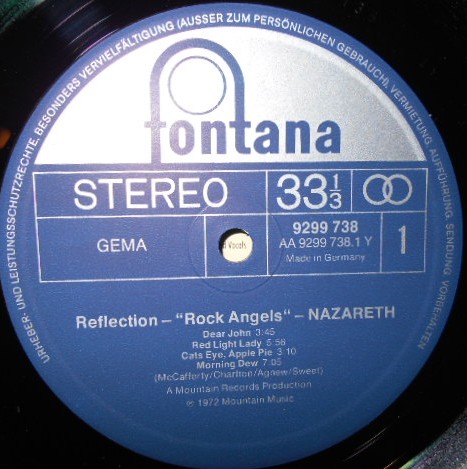 URHEBER- UND LEISTUNGSSCHUTZRECHTE, BESONDERS VERVIELFÄLTIGUNG (AUSSER ZUM PERSÖNLICHEN GEBRAUCH), VERMIETUNG, AUFFÜHRUNG, SENDUNG VORBEHALTEN
fontana
STEREO
33 1/3
GEMA
d Vocals
9299 738
AA 9299 738.1 Y
Made in Germany
1
Reflection – "Rock Angels" – NAZARETH
Dear John 3:45
Red Light Lady 5:56
Cats Eye, Apple Pie 3:10
Morning Dew 7:05
(McCafferty/Charlton/Agnew/Sweet)
A Mountain Records Production
℗ 1972 Mountain Music